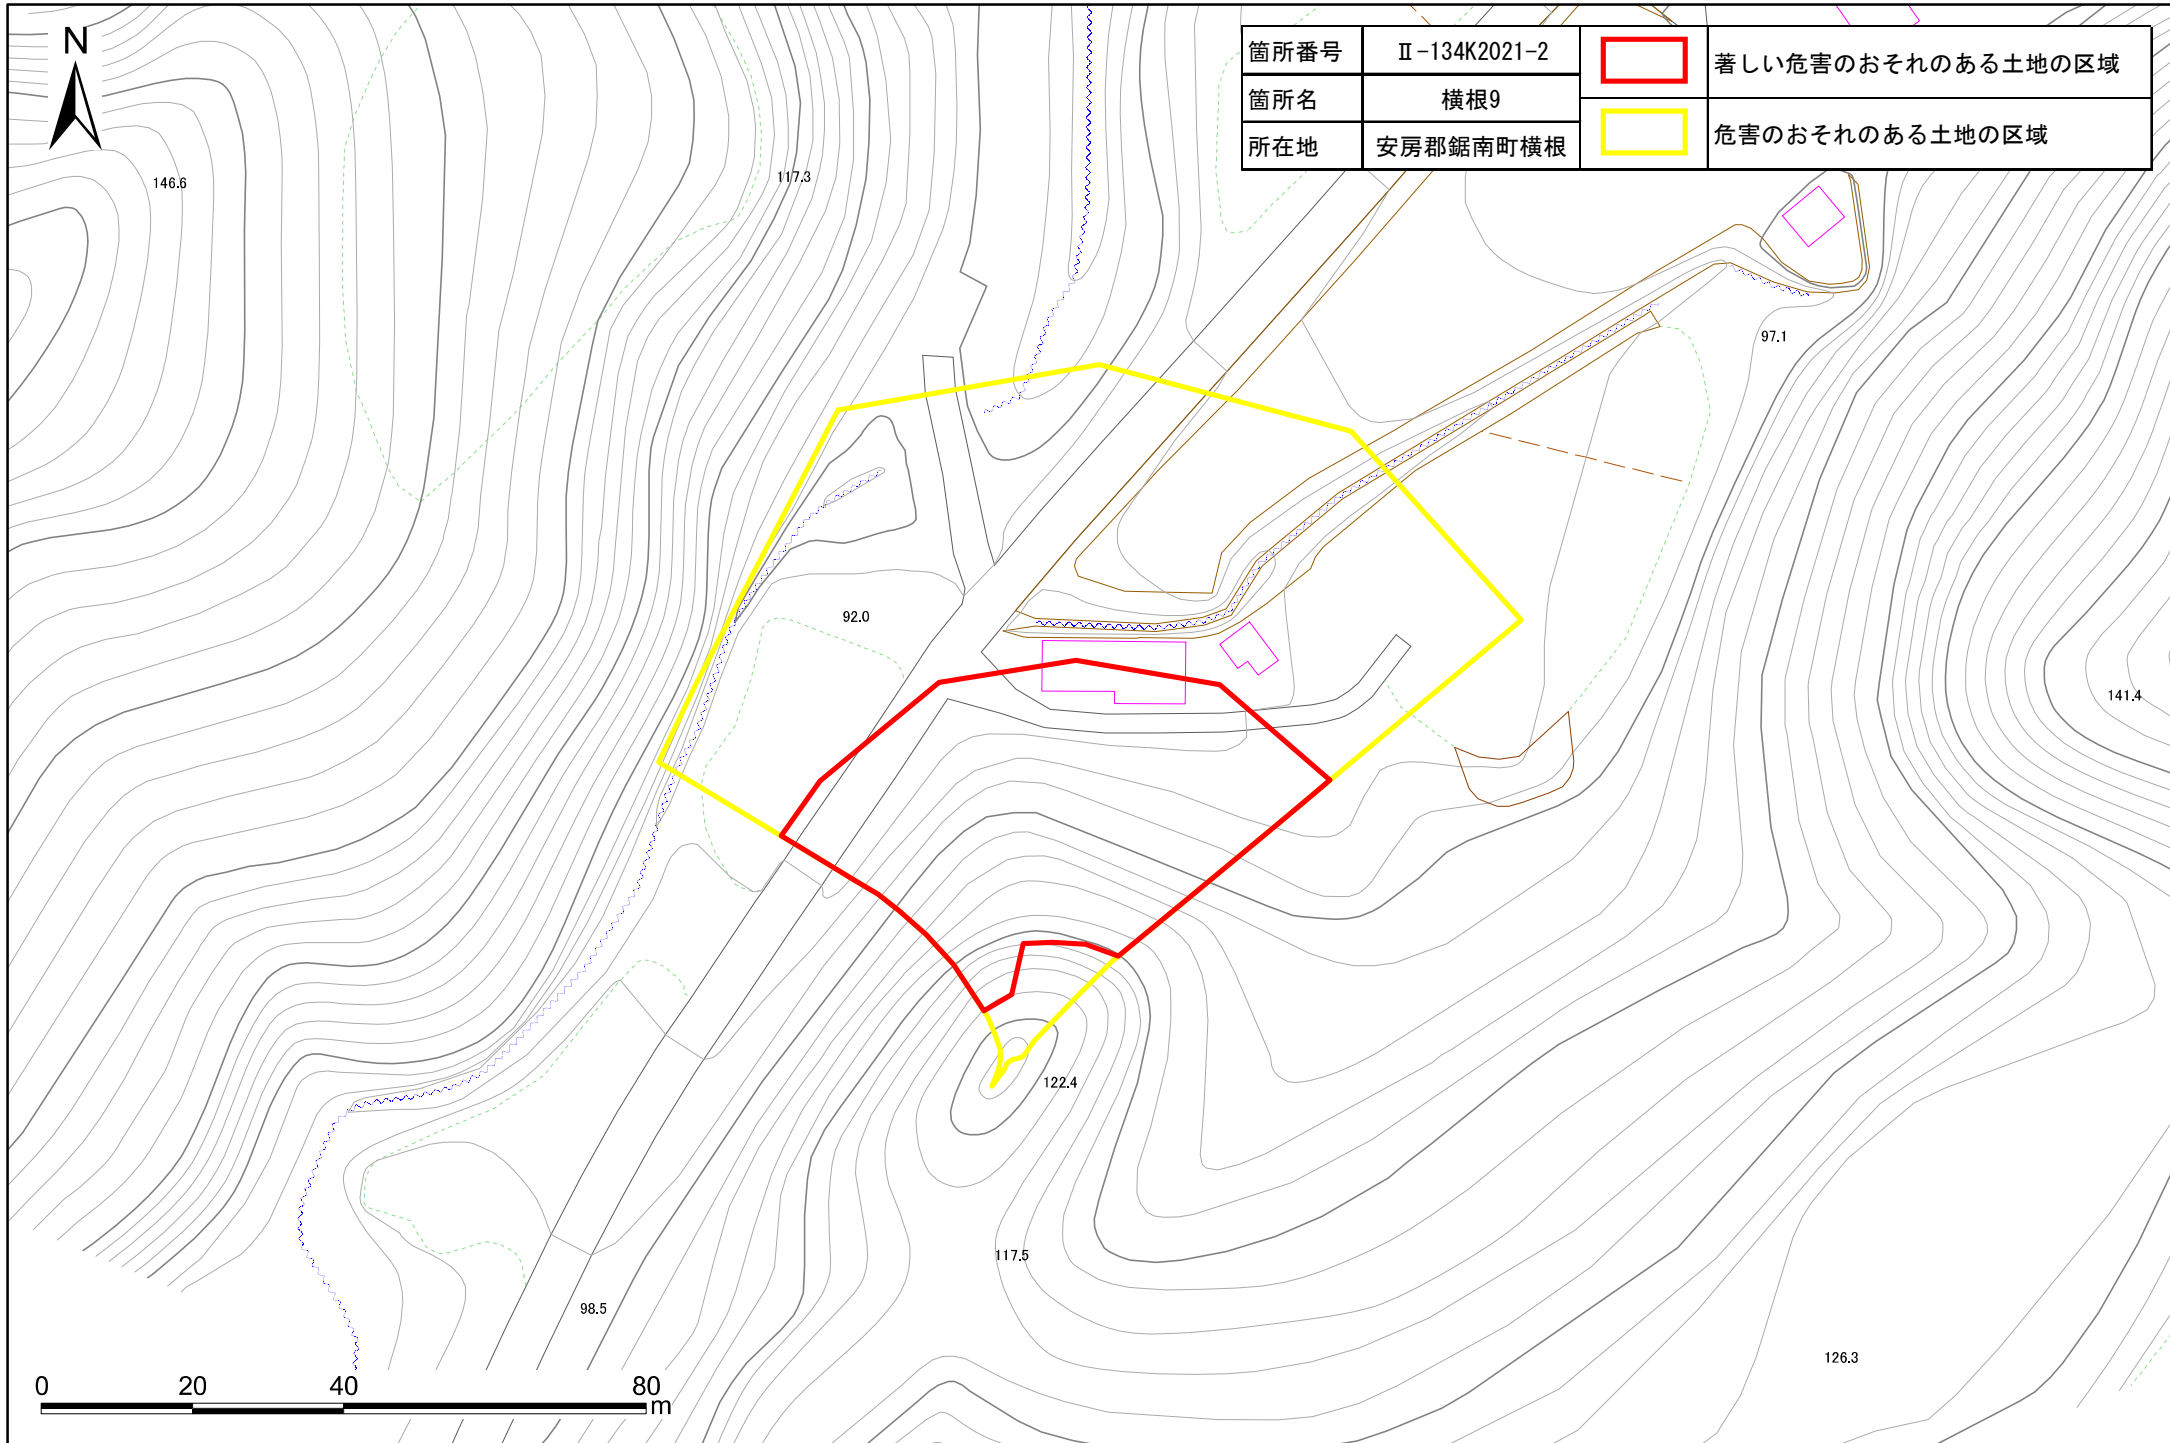 N
箇所番号 Ⅱ-134K2021-2 著しい危害のおそれのある土地の区域
箇所名 横根9
危害のおそれのある土地の区域
所在地 安房郡鋸南町横根
146.6
117.3
97.1
92.0
141.4
122.4
117.5
98.5
126.3
0 20 40 80
m